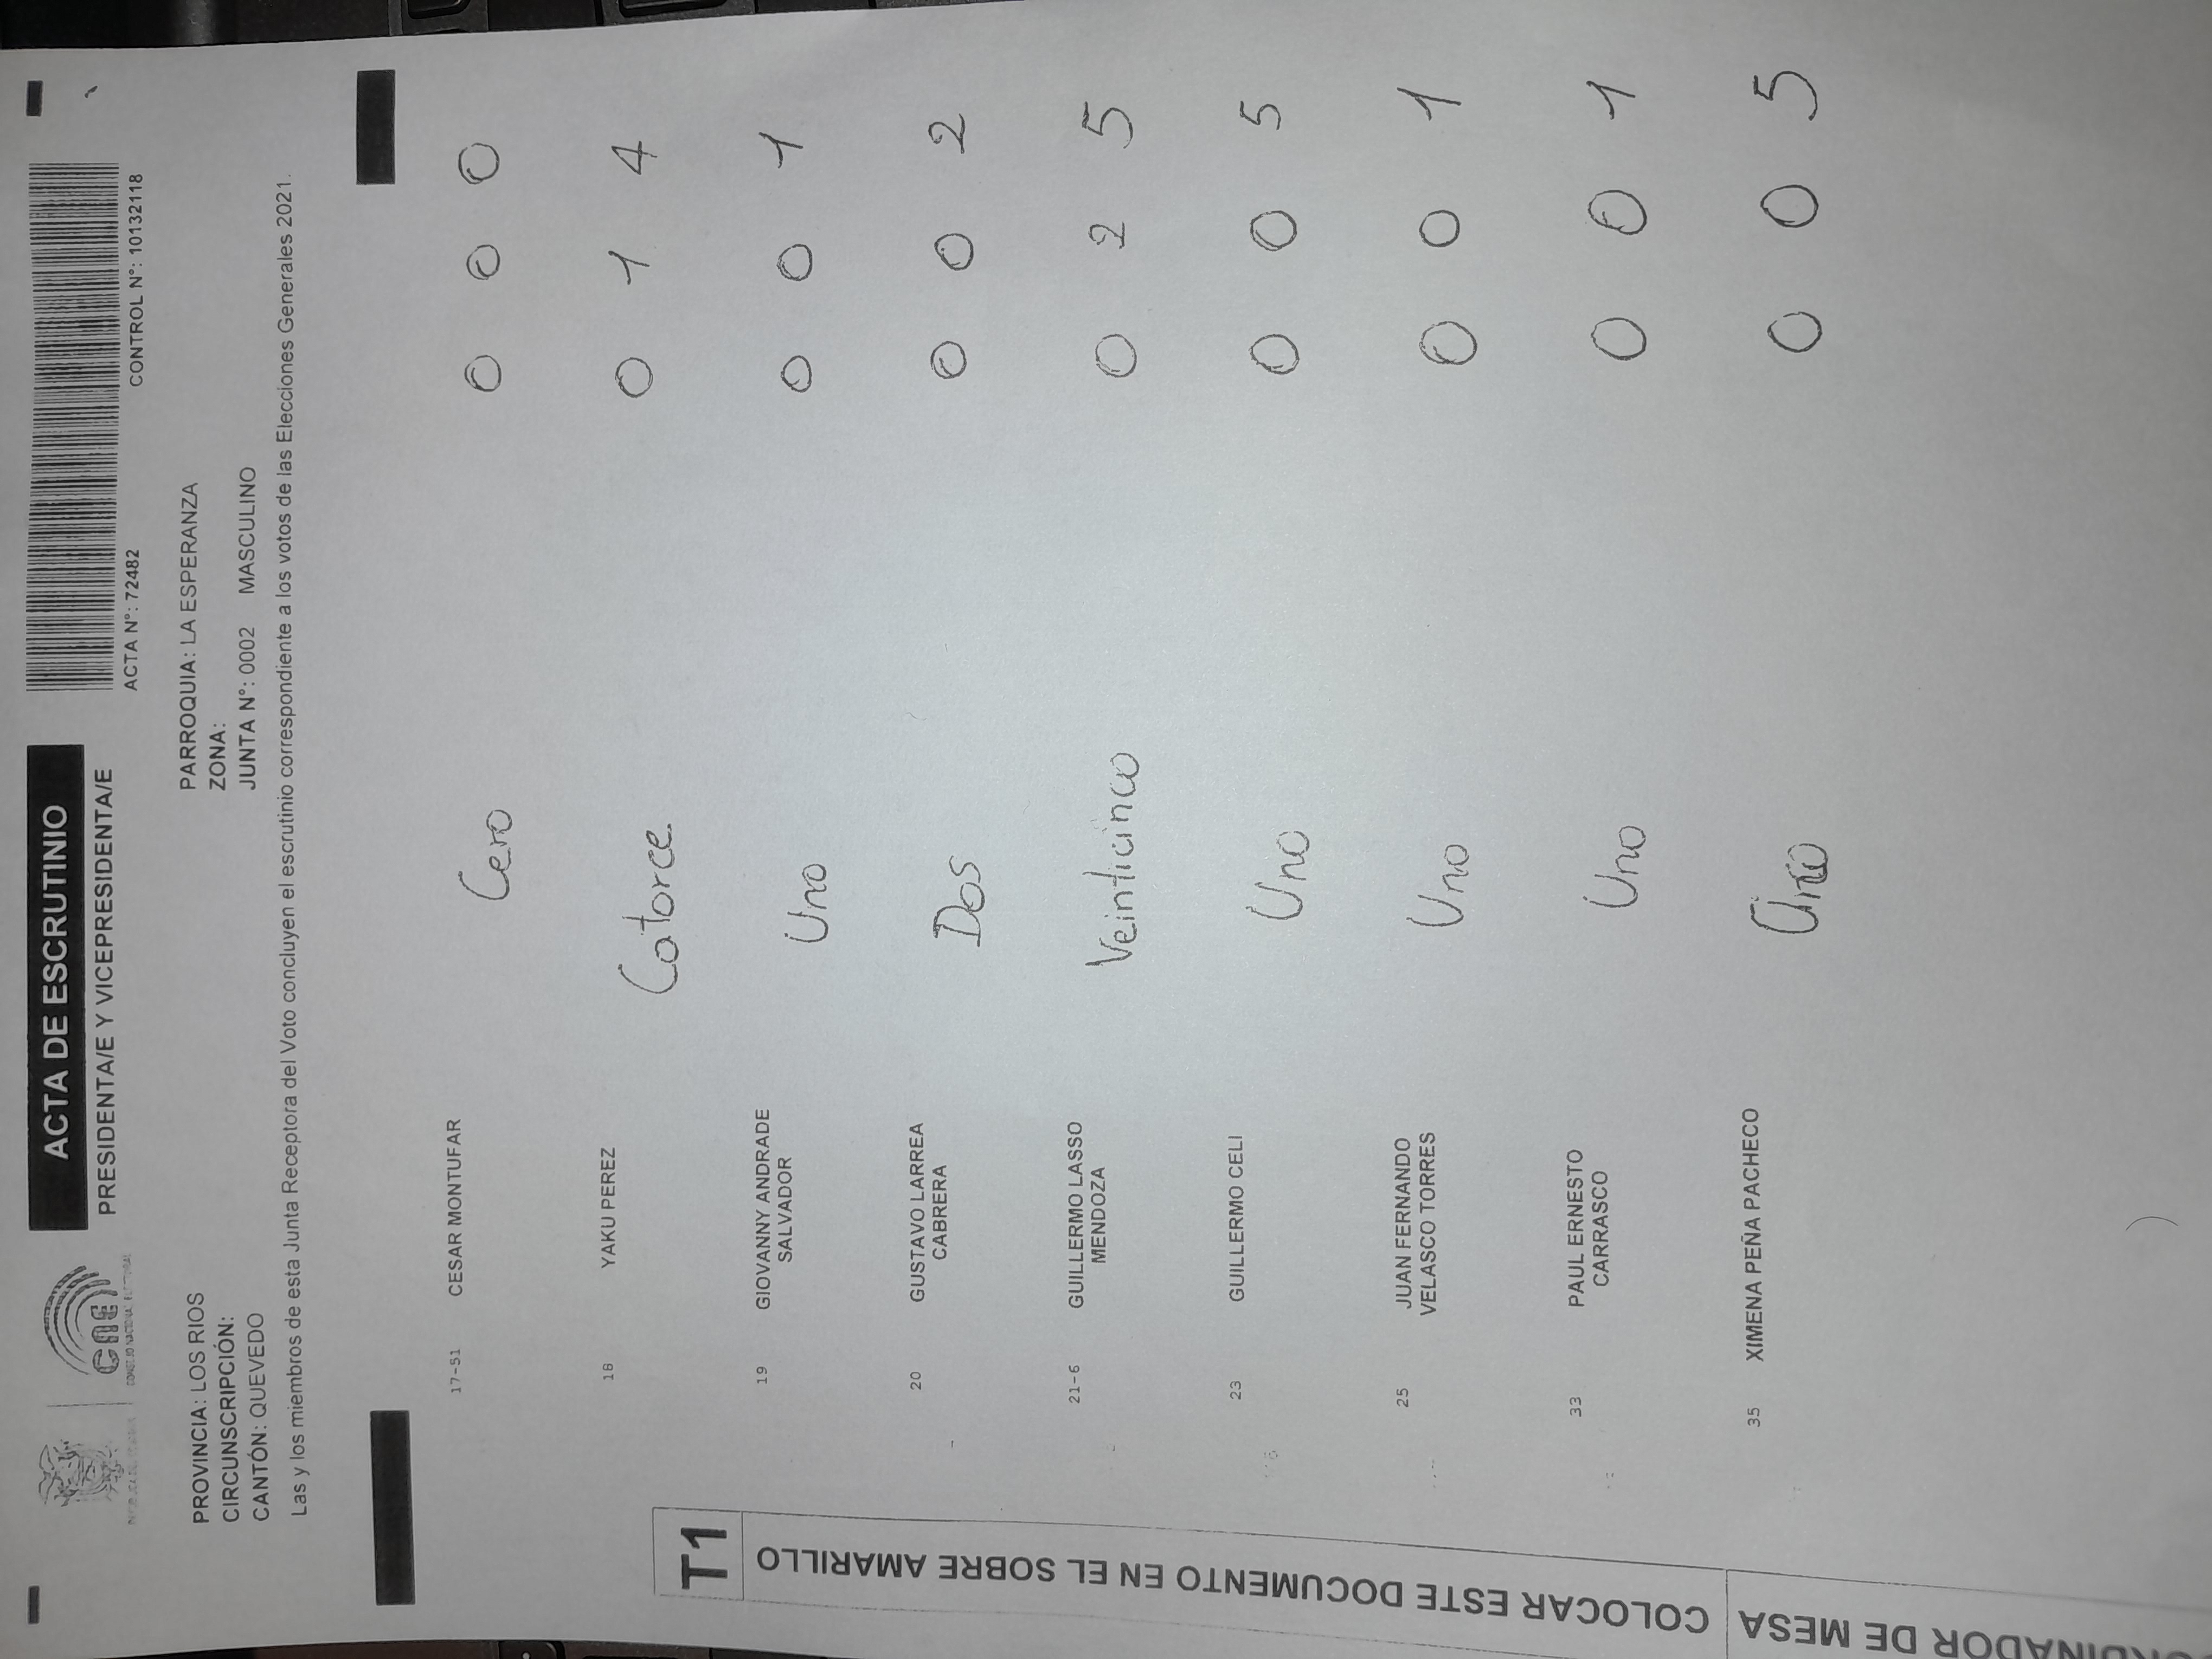 ACTA DE ESCRUTINIO
PRESIDENTA/E Y VICEPRESIDENTA/E
REPÚBLICA DEL ECUADOR
CNE
CONSEJO NACIONAL ELECTORAL
ACTA N°: 72482 CONTROL N°: 10132118
PROVINCIA: LOS RIOS
CIRCUNSCRIPCIÓN:
CANTÓN: QUEVEDO
PARROQUIA: LA ESPERANZA
ZONA:
JUNTA N°: 0002 MASCULINO
Las y los miembros de esta Junta Receptora del Voto concluyen el escrutinio correspondiente a los votos de las Elecciones Generales 2021.
17-51 CESAR MONTUFAR Cero 0 0 0
18 YAKU PEREZ Catorce 0 1 4
19 GIOVANNY ANDRADE
SALVADOR Uno 0 0 1
20 GUSTAVO LARREA
CABRERA Dos 0 0 2
21-6 GUILLERMO LASSO
MENDOZA Veinticinco 0 2 5
23 GUILLERMO CELI Uno 0 0 5
25 JUAN FERNANDO
VELASCO TORRES Uno 0 0 1
33 PAUL ERNESTO
CARRASCO Uno 0 0 1
35 XIMENA PEÑA PACHECO 0 0 5
T1
COLOCAR ESTE DOCUMENTO EN EL SOBRE AMARILLO
DE MESA